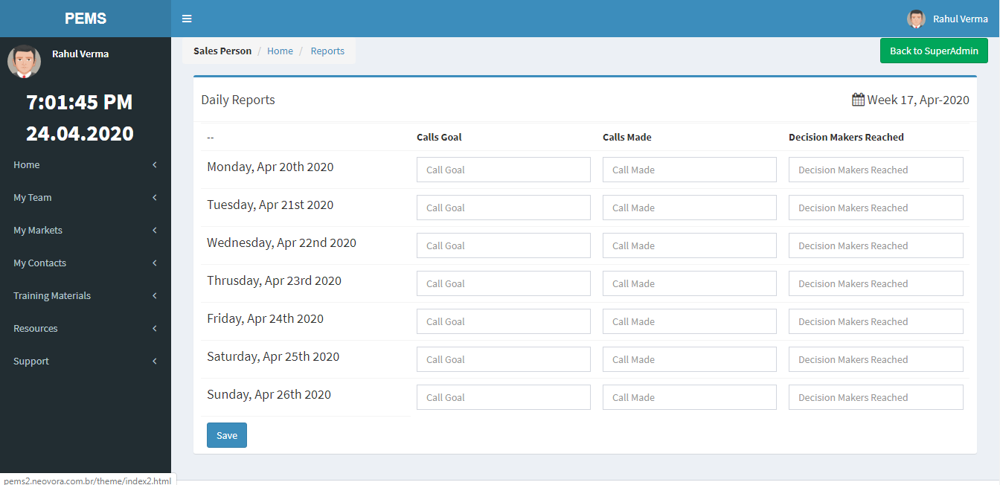 PEMS
Rahul Verma
Rahul Verma
7:01:45 PM
24.04.2020
Home
My Team
My Markets
My Contacts
Training Materials
Resources
Support
Sales Person / Home / Reports
Back to SuperAdmin
Daily Reports
Week 17, Apr-2020
-- Calls Goal Calls Made Decision Makers Reached
Monday, Apr 20th 2020 Call Goal Call Made Decision Makers Reached
Tuesday, Apr 21st 2020 Call Goal Call Made Decision Makers Reached
Wednesday, Apr 22nd 2020 Call Goal Call Made Decision Makers Reached
Thrusday, Apr 23rd 2020 Call Goal Call Made Decision Makers Reached
Friday, Apr 24th 2020 Call Goal Call Made Decision Makers Reached
Saturday, Apr 25th 2020 Call Goal Call Made Decision Makers Reached
Sunday, Apr 26th 2020 Call Goal Call Made Decision Makers Reached
Save
pems2.neovora.com.br/theme/index2.html